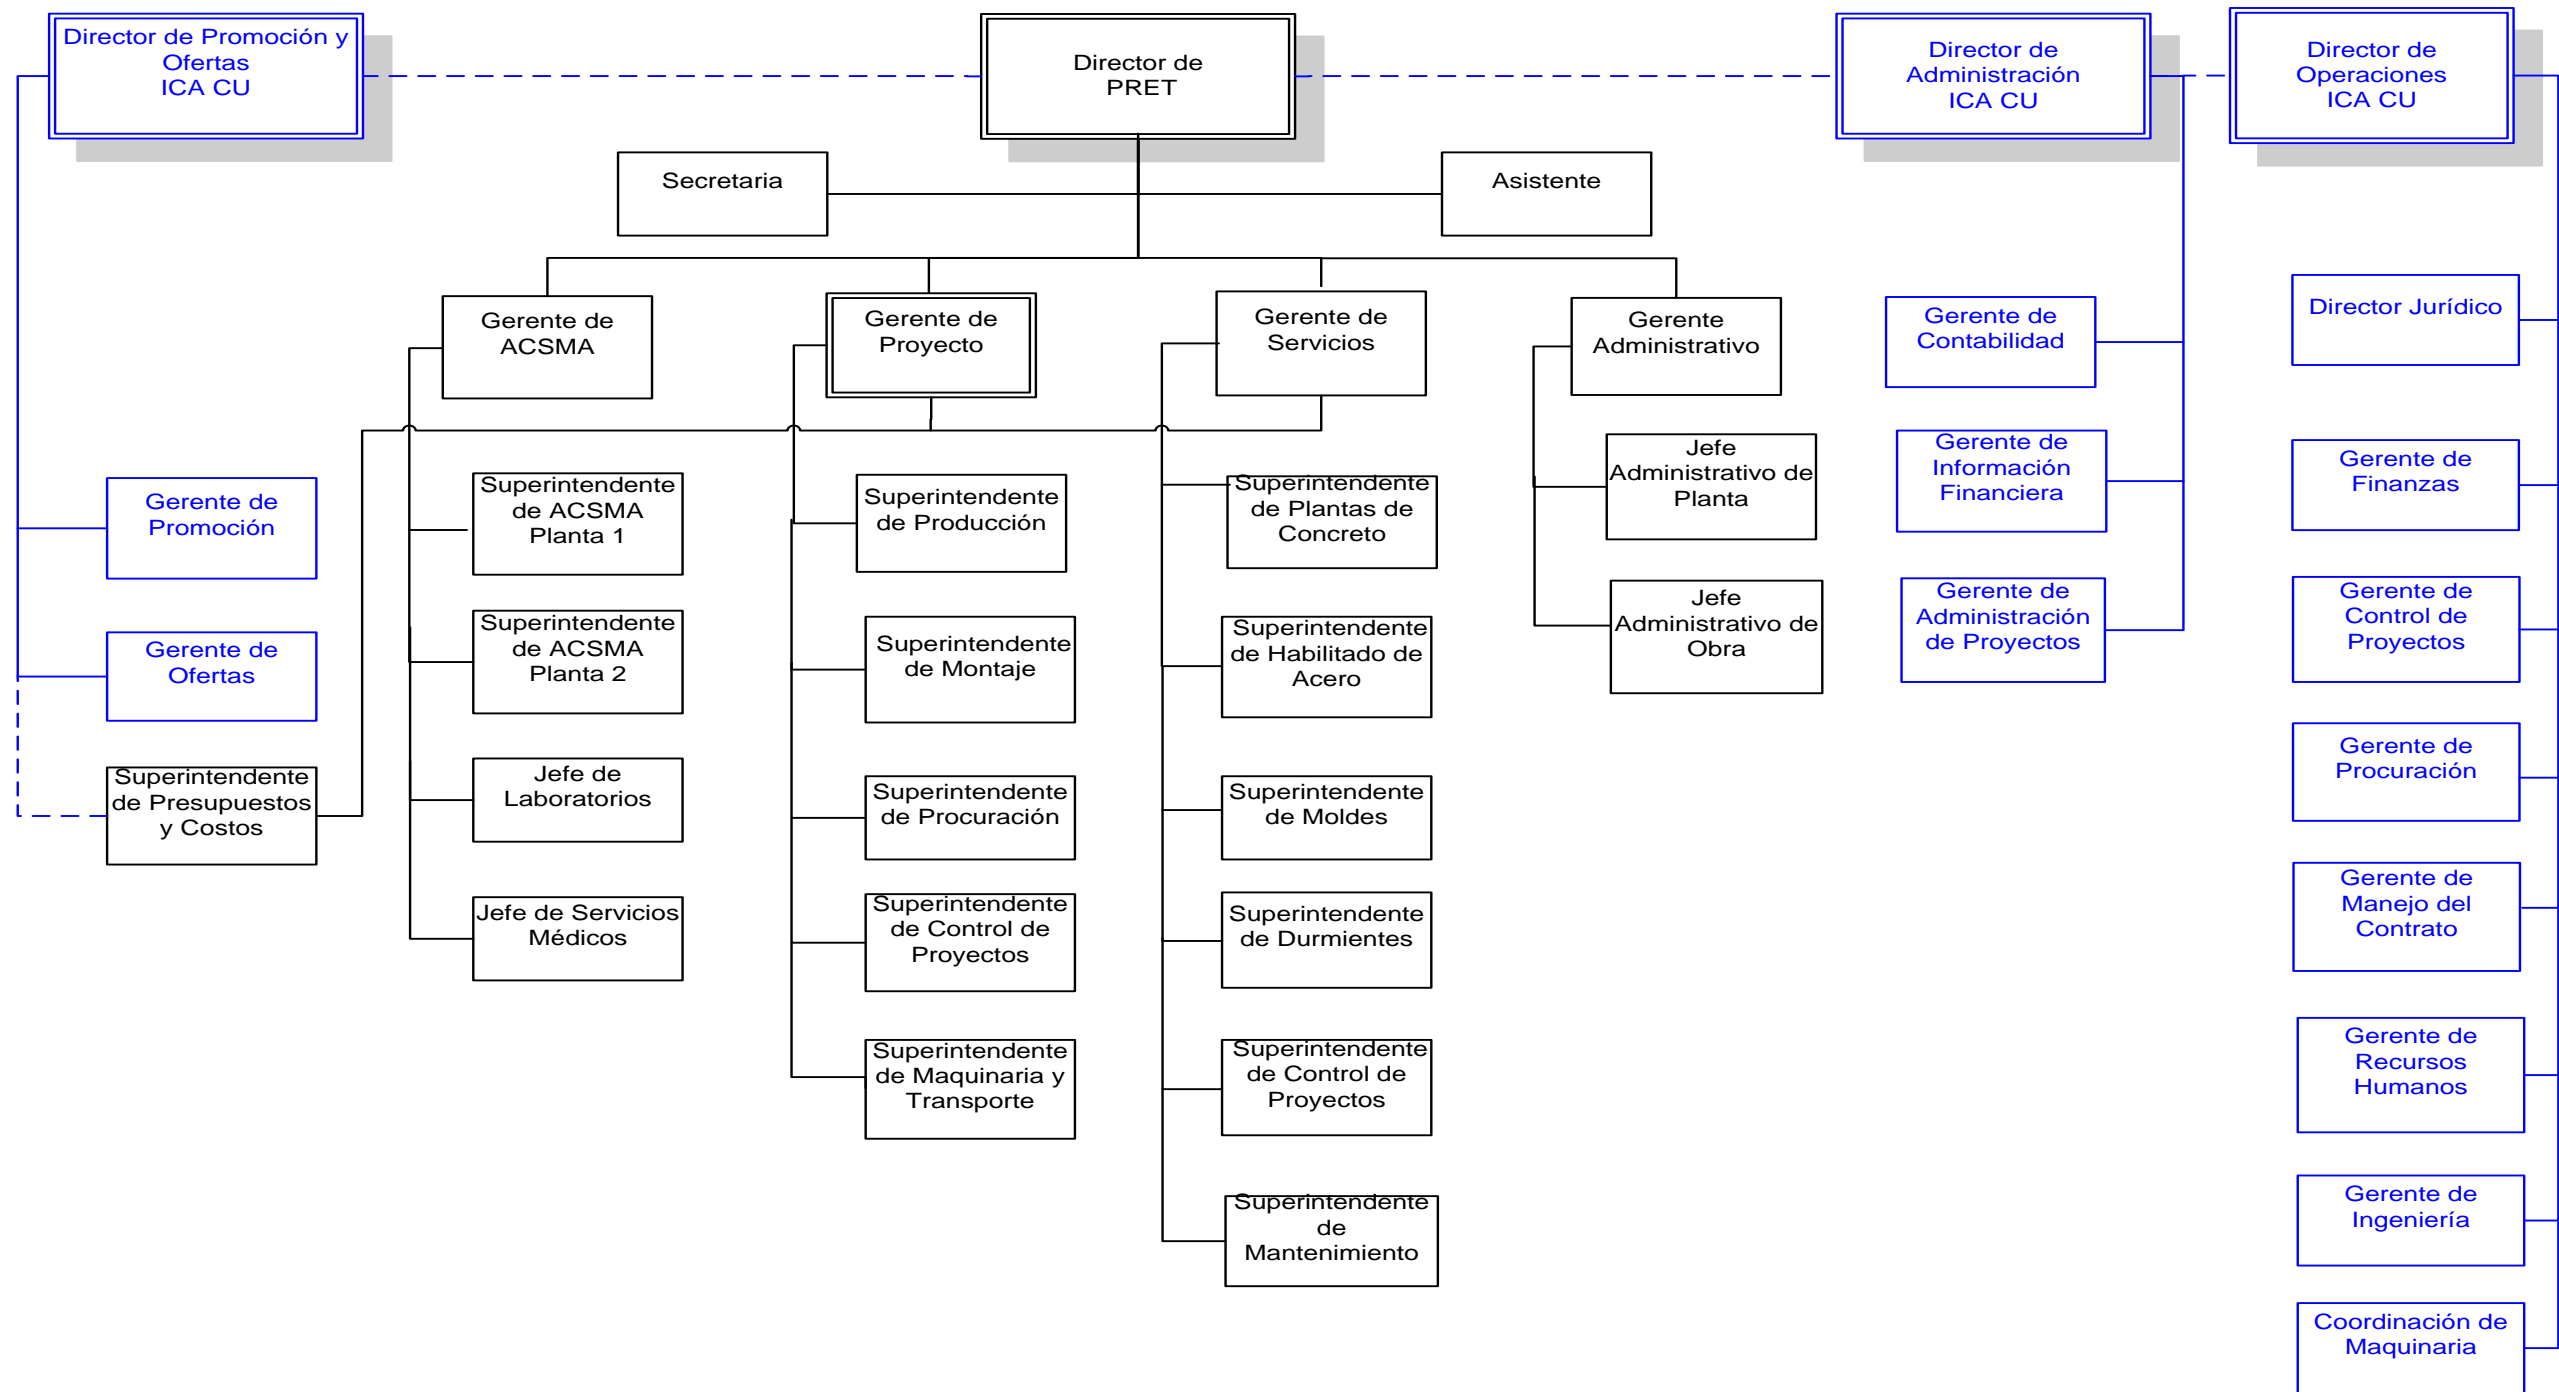 Director de Promoción y
Ofertas
ICA CU
Director de
PRET
Director de
Administración
ICA CU
Director de
Operaciones
ICA CU
Secretaria
Asistente
Gerente de
ACSMA
Gerente de
Proyecto
Gerente de
Servicios
Gerente
Administrativo
Gerente de
Contabilidad
Director Jurídico
Gerente de
Promoción
Gerente de
Ofertas
Superintendente
de Presupuestos
y Costos
Superintendente
de ACSMA
Planta 1
Superintendente
de ACSMA
Planta 2
Jefe de
Laboratorios
Jefe de Servicios
Médicos
Superintendente
de Producción
Superintendente
de Montaje
Superintendente
de Procuración
Superintendente
de Control de
Proyectos
Superintendente
de Maquinaria y
Transporte
Superintendente
de Plantas de
Concreto
Superintendente
de Habilitado de
Acero
Superintendente
de Moldes
Superintendente
de Durmientes
Superintendente
de Control de
Proyectos
Superintendente
de
Mantenimiento
Jefe
Administrativo de
Planta
Jefe
Administrativo de
Obra
Gerente de
Información
Financiera
Gerente de
Administración
de Proyectos
Gerente de
Finanzas
Gerente de
Control de
Proyectos
Gerente de
Procuración
Gerente de
Manejo del
Contrato
Gerente de
Recursos
Humanos
Gerente de
Ingeniería
Coordinación de
Maquinaria